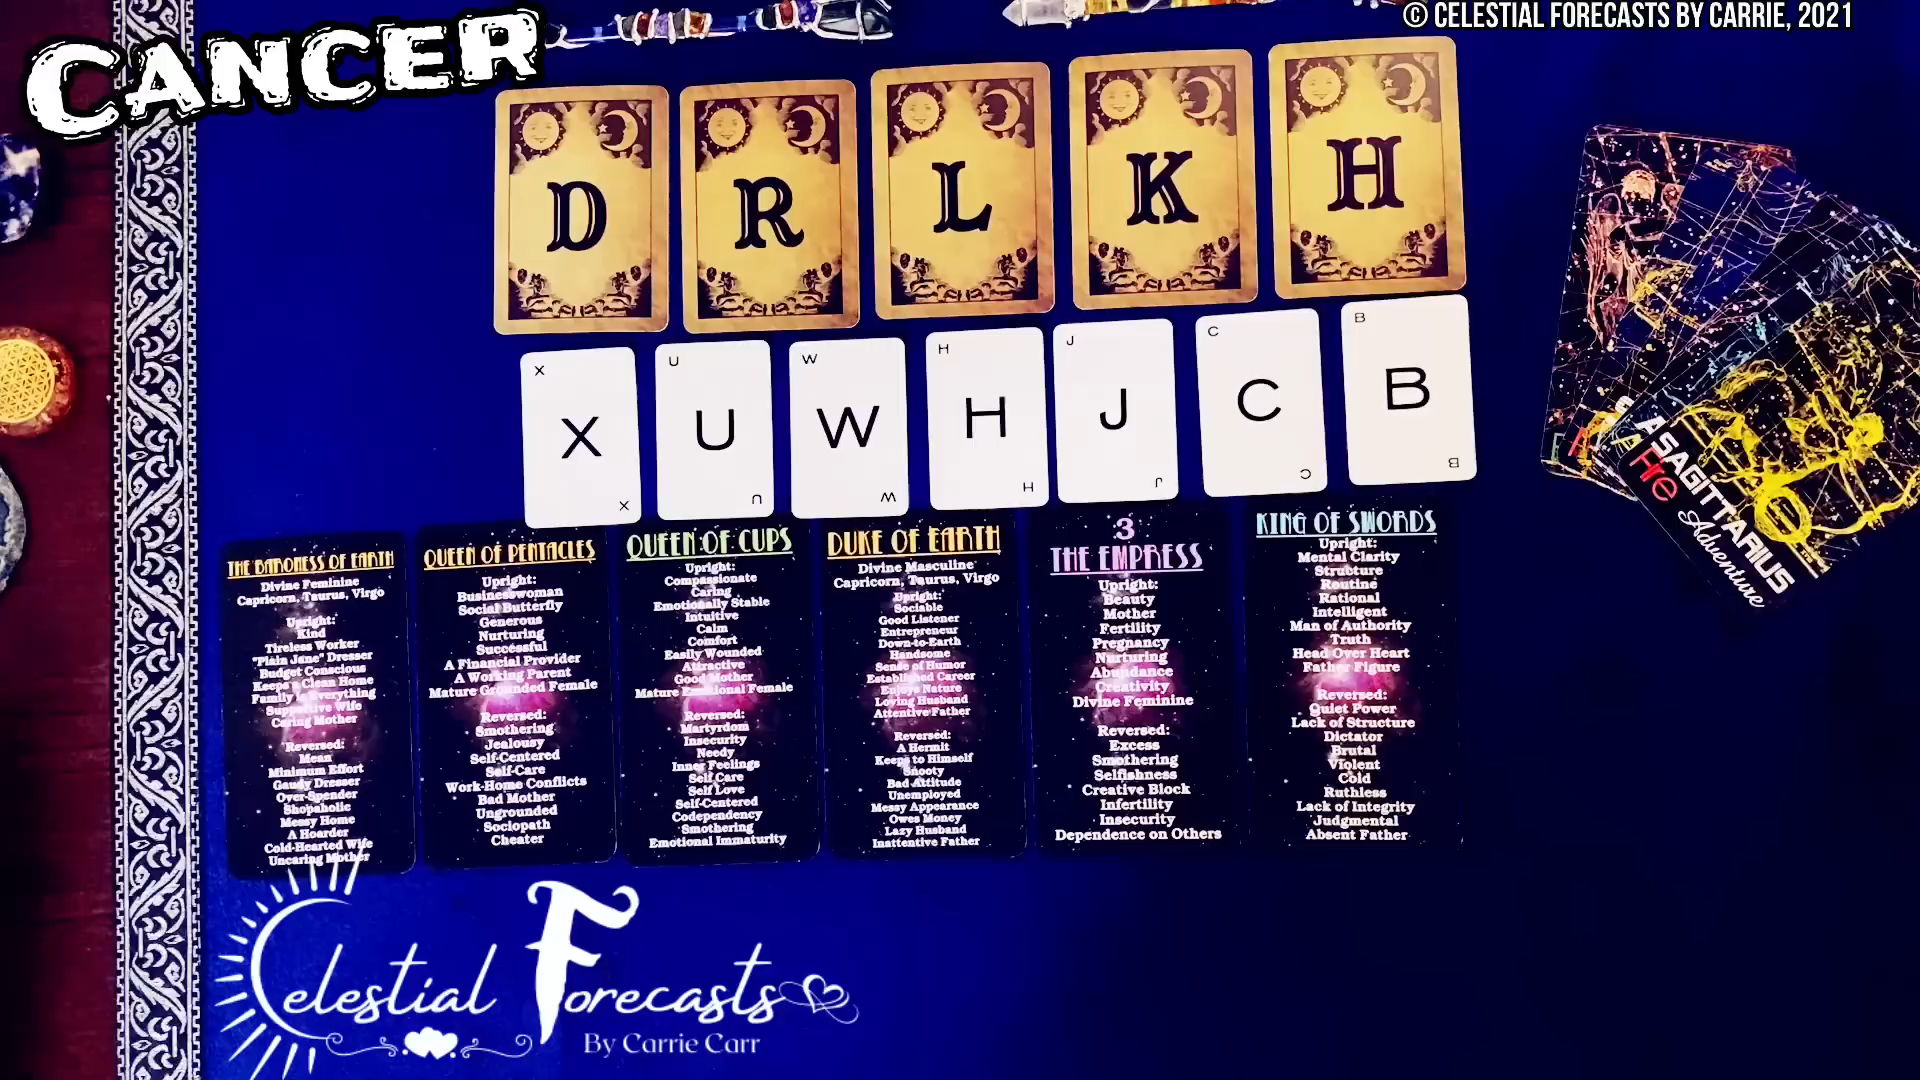 © CELESTIAL FORECASTS BY CARRIE, 2021
CANCER
D
R
L
K
H
X
X
X
U
U
U
W
W
W
H
H
H
J
J
J
C
C
C
B
B
B
THE BARONESS OF EARTH
Divine Feminine
Capricorn, Taurus, Virgo
Upright:
Kind
Tireless Worker
"Plain Jane" Dresser
Budget Conscious
Keeps a Clean Home
Family is Everything
Supportive Wife
Caring Mother
Reversed:
Mean
Minimum Effort
Gaudy Dresser
Over-Spender
Shopaholic
Messy Home
A Hoarder
Cold-Hearted Wife
Uncaring Mother
QUEEN OF PENTACLES
Upright:
Businesswoman
Social Butterfly
Generous
Nurturing
Successful
A Financial Provider
A Working Parent
Mature Grounded Female
Reversed:
Smothering
Jealousy
Self-Centered
Self-Care
Work-Home Conflicts
Bad Mother
Ungrounded
Sociopath
Cheater
QUEEN OF CUPS
Upright:
Compassionate
Caring
Emotionally Stable
Intuitive
Calm
Comfort
Easily Wounded
Attractive
Good Mother
Mature Emotional Female
Reversed:
Martyrdom
Insecurity
Needy
Inner Feelings
Self Care
Self Love
Self-Centered
Codependency
Smothering
Emotional Immaturity
DUKE OF EARTH
Divine Masculine
Capricorn, Taurus, Virgo
Upright:
Sociable
Good Listener
Entrepreneur
Down-to-Earth
Handsome
Sense of Humor
Established Career
Enjoys Nature
Loving Husband
Attentive Father
Reversed:
A Hermit
Keeps to Himself
Snooty
Bad Attitude
Unemployed
Messy Appearance
Owes Money
Lazy Husband
Inattentive Father
3
THE EMPRESS
Upright:
Beauty
Mother
Fertility
Pregnancy
Nurturing
Abundance
Creativity
Divine Feminine
Reversed:
Excess
Smothering
Selfishness
Creative Block
Infertility
Insecurity
Dependence on Others
KING OF SWORDS
Upright:
Mental Clarity
Structure
Routine
Rational
Intelligent
Man of Authority
Truth
Head Over Heart
Father Figure
Reversed:
Quiet Power
Lack of Structure
Dictator
Brutal
Violent
Cold
Ruthless
Lack of Integrity
Judgmental
Absent Father
SAGITTARIUS
Fire
Adventure
Celestial Forecasts
By Carrie Carr